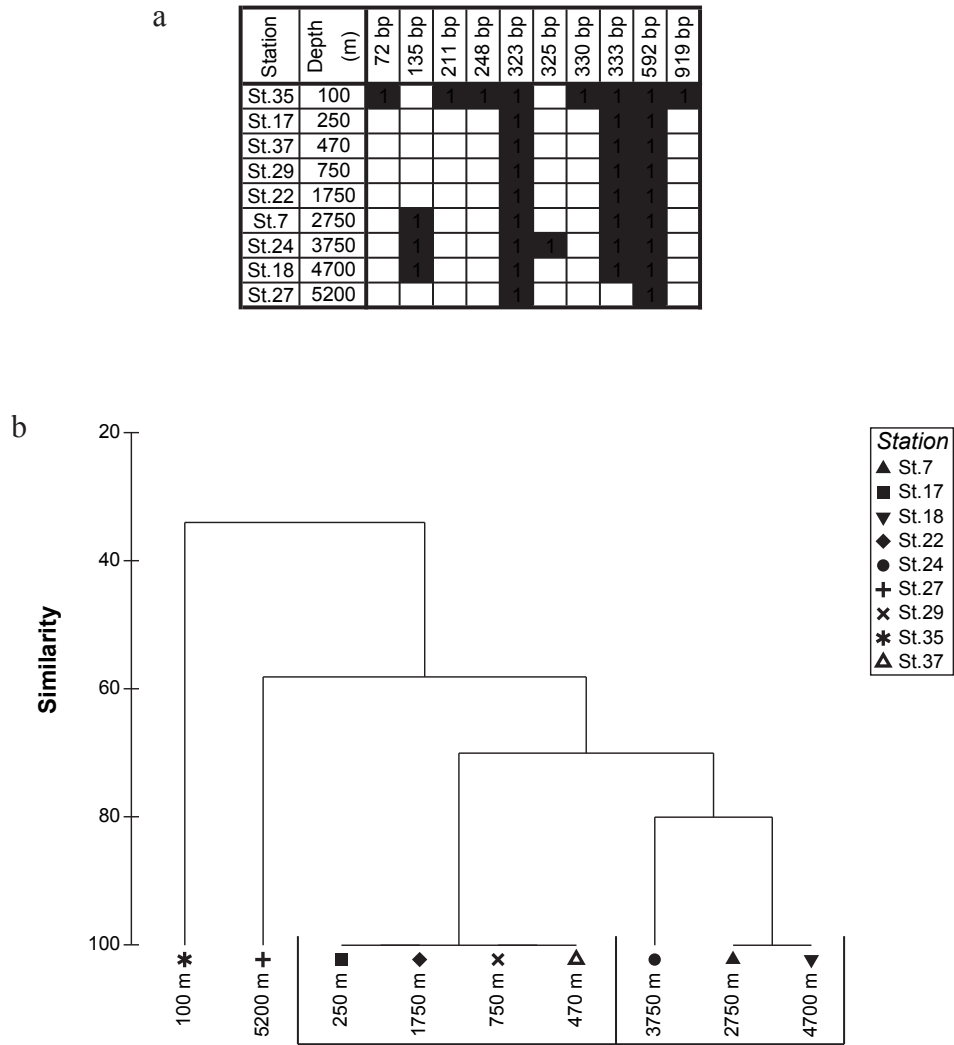 a
Station Depth (m) 72 bp 135 bp 211 bp 248 bp 323 bp 325 bp 330 bp 333 bp 592 bp 919 bp
St.35 100 1 1 1 1 1 1 1 1
St.17 250 1 1 1
St.37 470 1 1 1
St.29 750 1 1 1
St.22 1750 1 1 1
St.7 2750 1 1 1 1
St.24 3750 1 1 1 1 1
St.18 4700 1 1 1 1
St.27 5200 1 1
b
Similarity
20
40
60
80
100
100 m
5200 m
250 m
1750 m
750 m
470 m
3750 m
2750 m
4700 m
Station
St.7
St.17
St.18
St.22
St.24
St.27
St.29
St.35
St.37